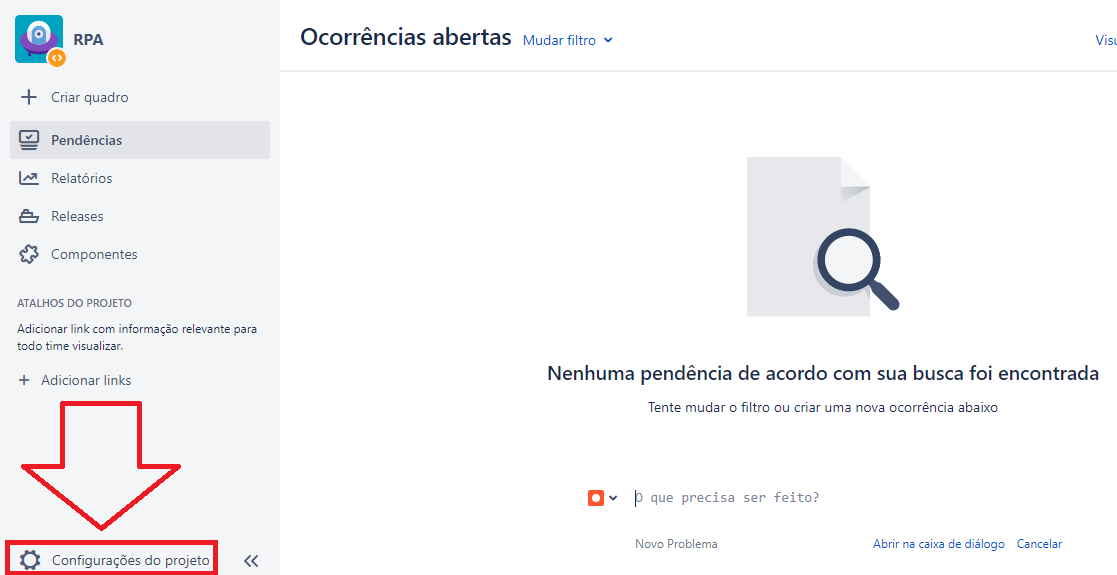 RPA
Criar quadro
Pendências
Relatórios
Releases
Componentes
ATALHOS DO PROJETO
Adicionar link com informação relevante para
todo time visualizar.
Adicionar links
Configurações do projeto
Ocorrências abertas
Mudar filtro
Nenhuma pendência de acordo com sua busca foi encontrada
Tente mudar o filtro ou criar uma nova ocorrência abaixo
O que precisa ser feito?
Novo Problema
Abrir na caixa de diálogo
Cancelar